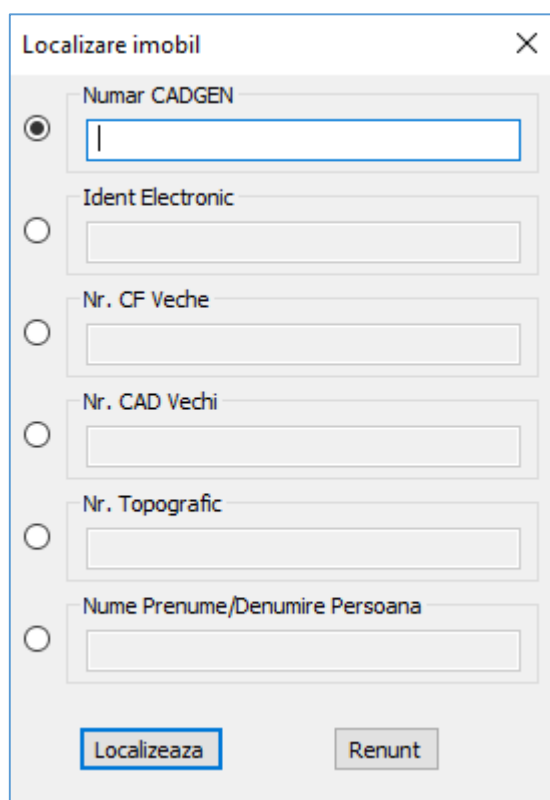 Localizare imobil
Numar CADGEN
Ident Electronic
Nr. CF Veche
Nr. CAD Vechi
Nr. Topografic
Nume Prenume/Denumire Persoana
Localizeaza
Renunt